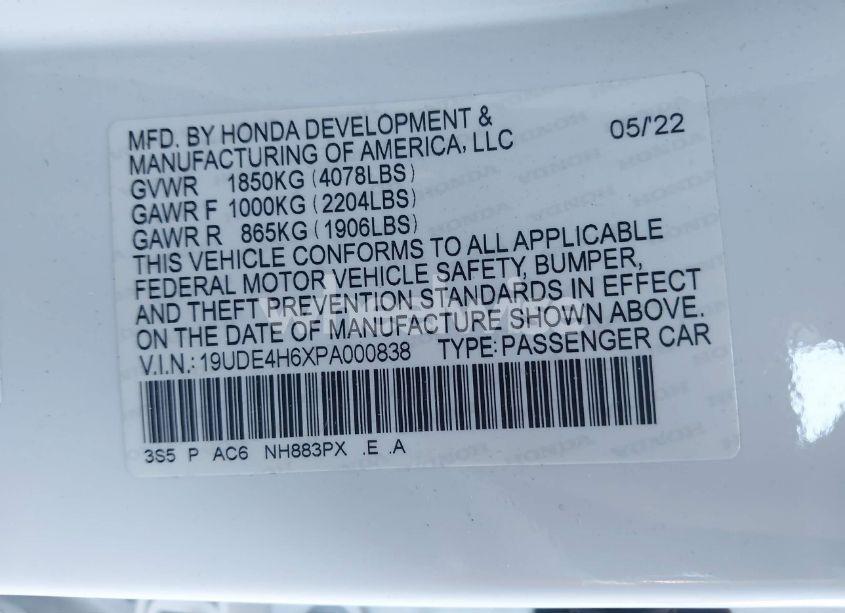 MFD. BY HONDA DEVELOPMENT & 05/'22
MANUFACTURING OF AMERICA, LLC
GVWR 1850KG (4078LBS)
GAWR F 1000KG (2204LBS)
GAWR R 865KG (1906LBS)
THIS VEHICLE CONFORMS TO ALL APPLICABLE
FEDERAL MOTOR VEHICLE SAFETY, BUMPER,
AND THEFT PREVENTION STANDARDS IN EFFECT
ON THE DATE OF MANUFACTURE SHOWN ABOVE.
V.I.N.: 19UDE4H6XPA000838 TYPE: PASSENGER CAR
3S5 P AC6 NH883PX .E .A